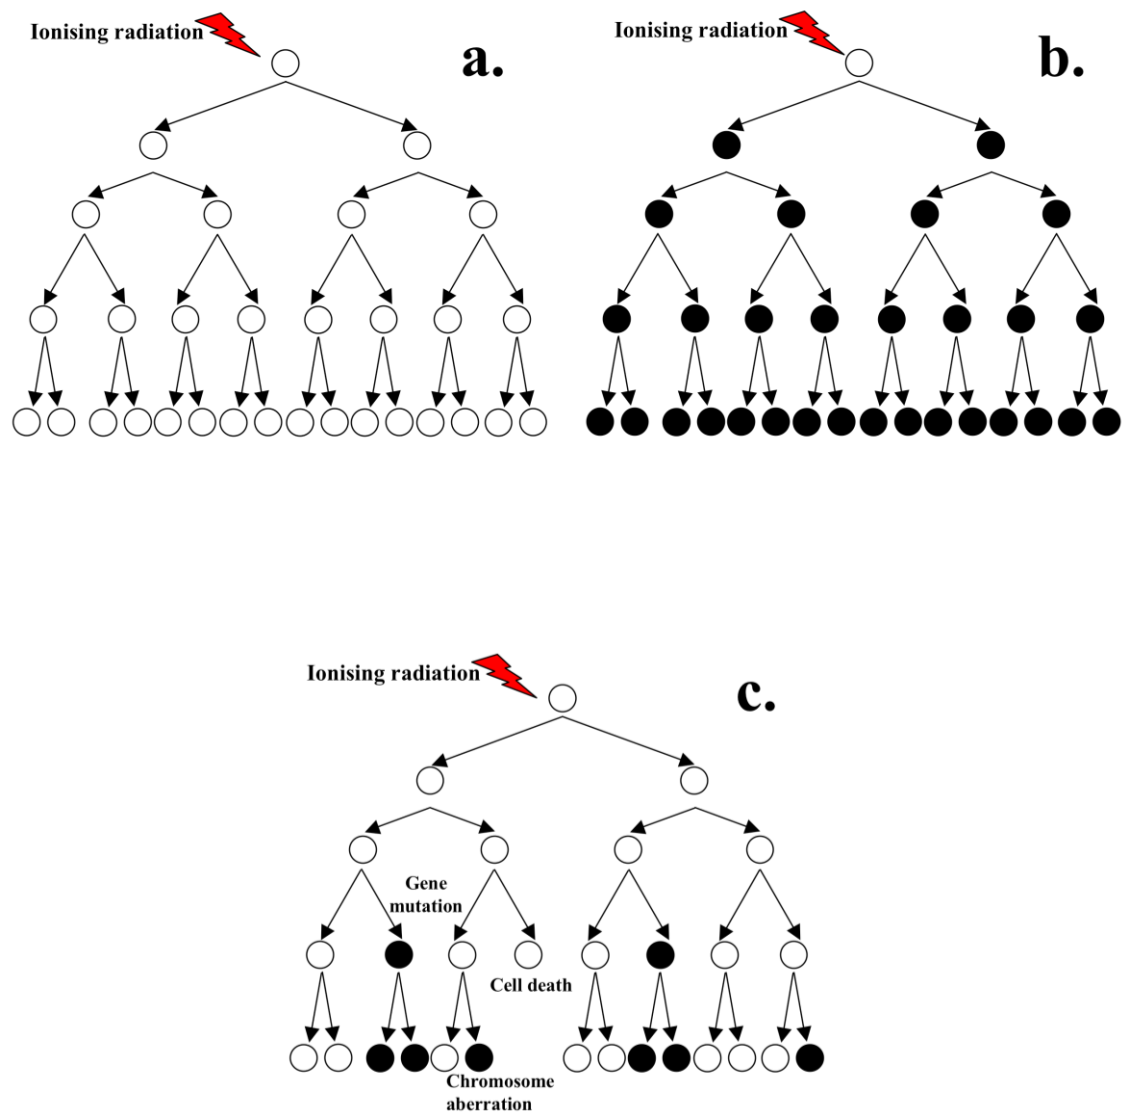 Ionising radiation
a.
Ionising radiation
b.
Ionising radiation
c.
Gene
mutation
Cell death
Chromosome
aberration